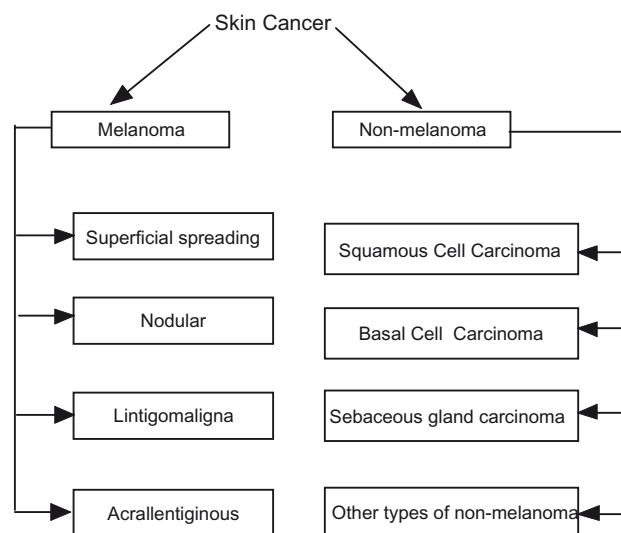 Skin Cancer
Melanoma
Non-melanoma
Superficial spreading
Nodular
Lintigomaligna
Acrallentiginous
Squamous Cell Carcinoma
Basal Cell Carcinoma
Sebaceous gland carcinoma
Other types of non-melanoma